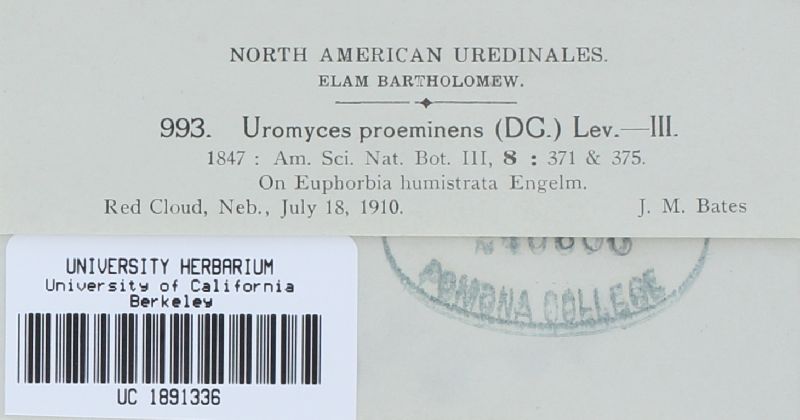 NORTH AMERICAN UREDINALES.
ELAM BARTHOLOMEW.
993. Uromyces proeminens (DC.) Lev.—III.
1847 : Am. Sci. Nat. Bot. III, 8 : 371 & 375.
On Euphorbia humistrata Engelm.
Red Cloud, Neb., July 18, 1910. J. M. Bates
UNIVERSITY HERBARIUM
University of California
Berkeley
UC 1891336
POMONA COLLEGE